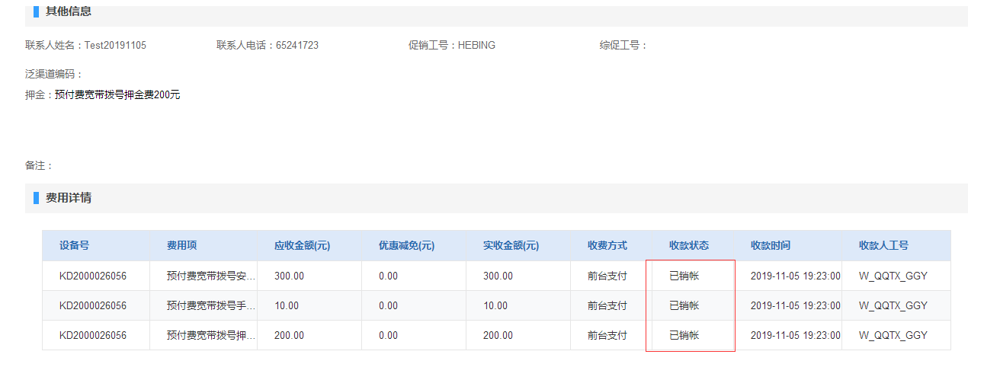 其他信息
联系人姓名：Test20191105 联系人电话：65241723 促销工号：HEBING 综促工号：
泛渠道编码：
押金：预付费宽带拨号押金费200元
备注：
费用详情
设备号 费用项 应收金额(元) 优惠减免(元) 实收金额(元) 收费方式 收款状态 收款时间 收款人工号
KD2000026056 预付费宽带拨号安... 300.00 0.00 300.00 前台支付 已销帐 2019-11-05 19:23:00 W_QQTX_GGY
KD2000026056 预付费宽带拨号手... 10.00 0.00 10.00 前台支付 已销帐 2019-11-05 19:23:00 W_QQTX_GGY
KD2000026056 预付费宽带拨号押... 200.00 0.00 200.00 前台支付 已销帐 2019-11-05 19:23:00 W_QQTX_GGY